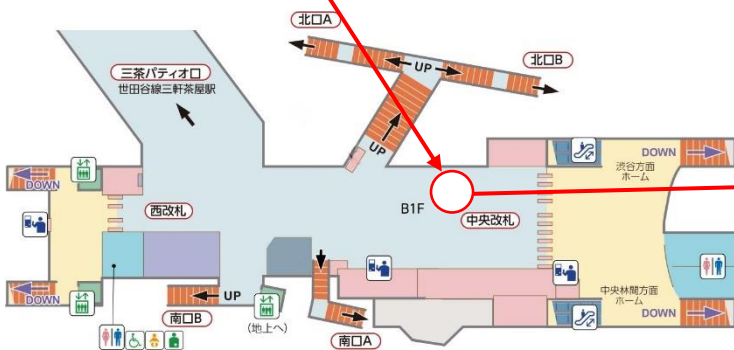 北口A
北口B
UP
三茶パティオ口
世田谷線三軒茶屋駅
UP
DOWN
DOWN
渋谷方面
ホーム
B1F
西改札
中央改札
中央林間方面
ホーム
DOWN
UP
DOWN
南口B
(地上へ)
南口A